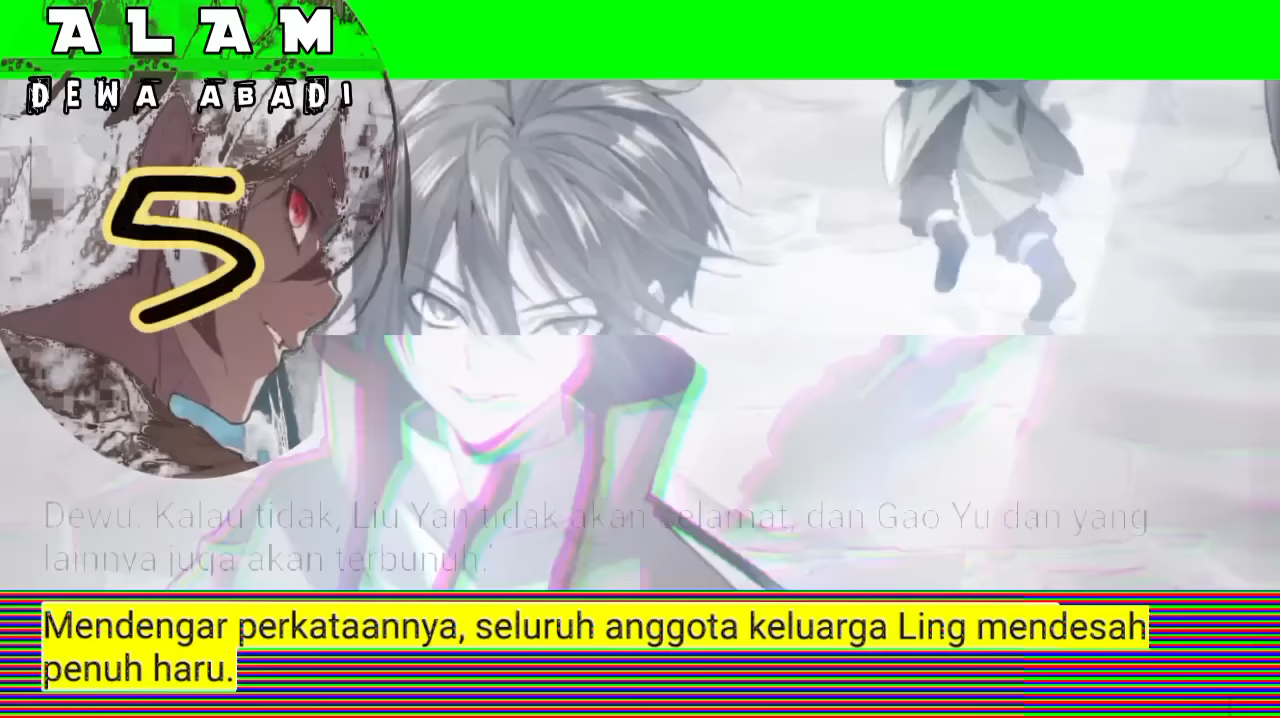 ALAM
DEWA ABADI
5
Dewu. Kalau tidak, Liu Yan tidak akan selamat, dan Gao Yu dan yang
lainnya juga akan terbunuh."
Mendengar perkataannya, seluruh anggota keluarga Ling mendesah
penuh haru.